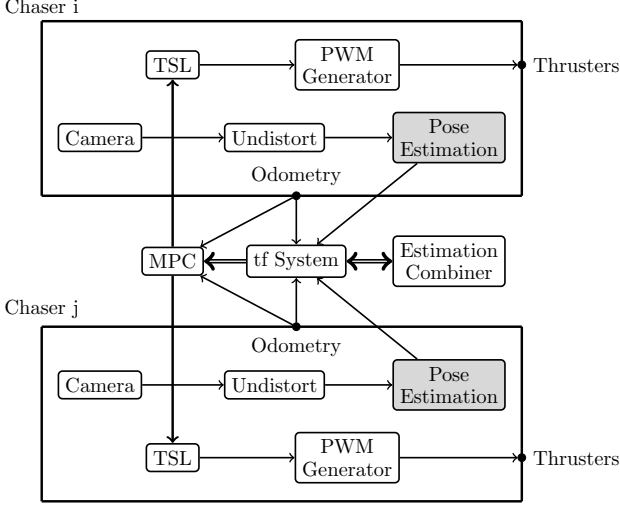 Chaser i
TSL
PWM
Generator
Thrusters
Camera
Undistort
Pose
Estimation
Odometry
MPC
tf System
Estimation
Combiner
Chaser j
Odometry
Camera
Undistort
Pose
Estimation
TSL
PWM
Generator
Thrusters